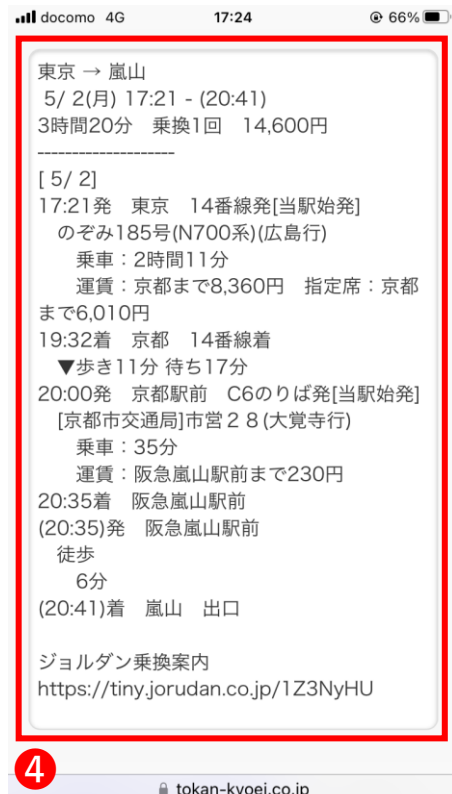 docomo 4G 17:24 66%
東京 → 嵐山
5/ 2(月) 17:21 - (20:41)
3時間20分 乗換1回 14,600円
--------------------
[ 5/ 2]
17:21発 東京 14番線発[当駅始発]
のぞみ185号(N700系)(広島行)
乗車：2時間11分
運賃：京都まで8,360円 指定席：京都
まで6,010円
19:32着 京都 14番線着
▼歩き11分 待ち17分
20:00発 京都駅前 C6のりば発[当駅始発]
[京都市交通局]市営２８(大覚寺行)
乗車：35分
運賃：阪急嵐山駅前まで230円
20:35着 阪急嵐山駅前
(20:35)発 阪急嵐山駅前
徒歩
6分
(20:41)着 嵐山 出口
ジョルダン乗換案内
https://tiny.jorudan.co.jp/1Z3NyHU
4
tokan-kyoei.co.jp